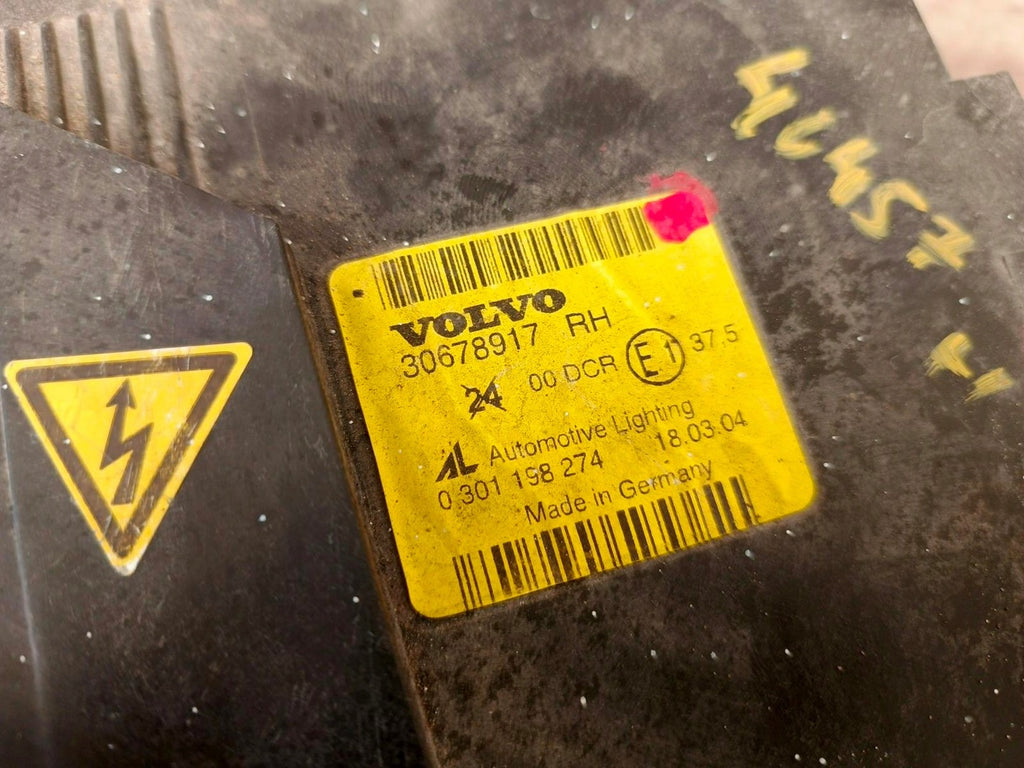 VOLVO
30678917 RH
24 00 DCR E1 37,5
AL Automotive Lighting
0 301 198 274 18.03.04
Made in Germany